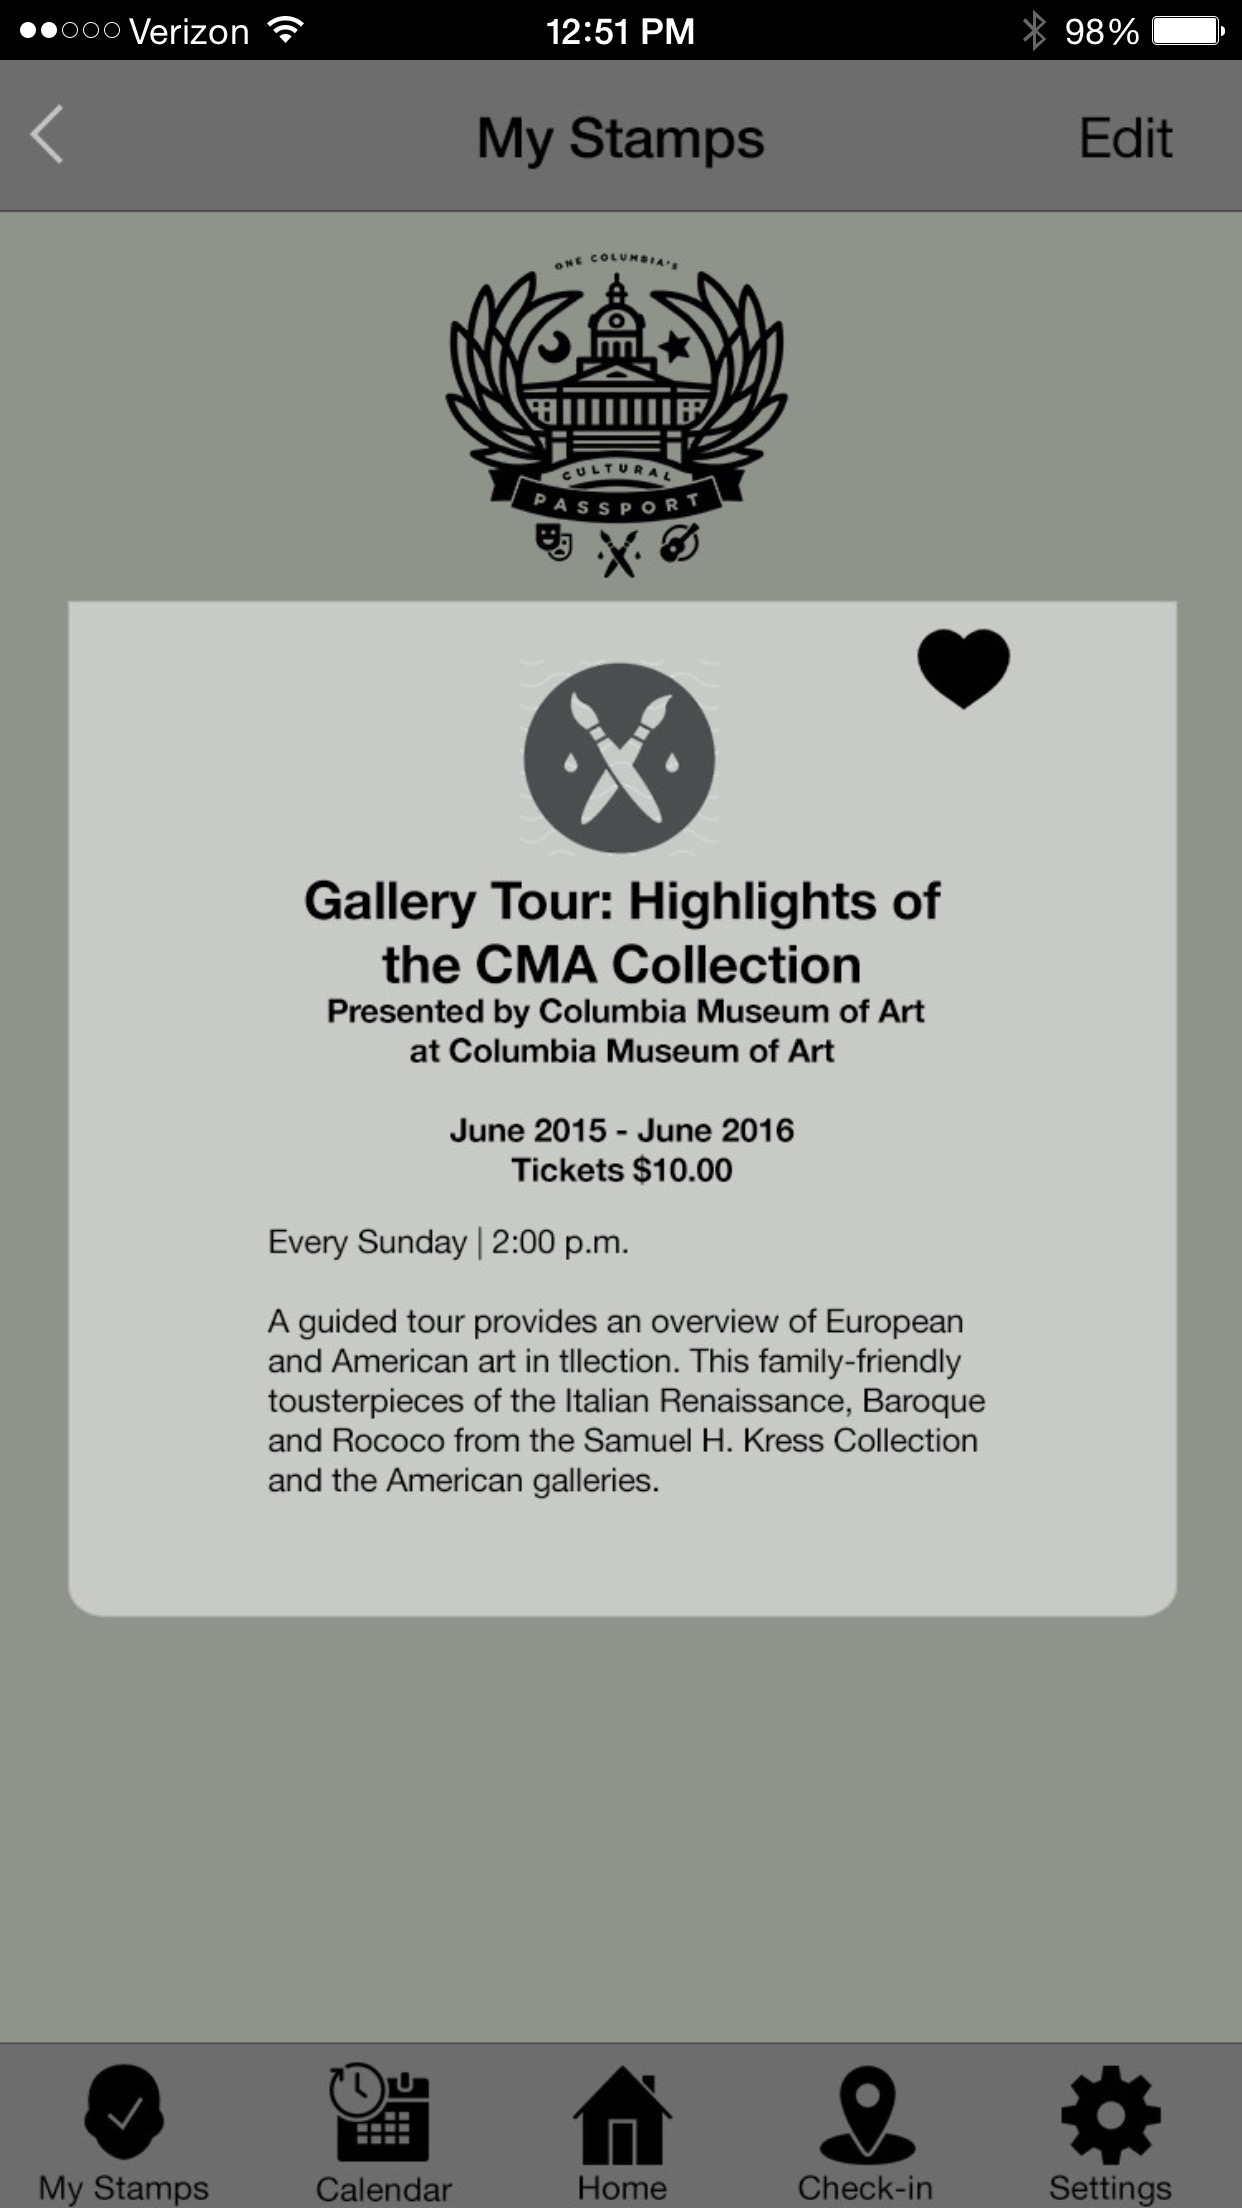 Verizon
12:51 PM
98%
My Stamps
Edit
ONE COLUMBIA'S
CULTURAL
PASSPORT
Gallery Tour: Highlights of
the CMA Collection
Presented by Columbia Museum of Art
at Columbia Museum of Art
June 2015 - June 2016
Tickets $10.00
Every Sunday | 2:00 p.m.
A guided tour provides an overview of European
and American art in tllection. This family-friendly
tousterpieces of the Italian Renaissance, Baroque
and Rococo from the Samuel H. Kress Collection
and the American galleries.
My Stamps
Calendar
Home
Check-in
Settings